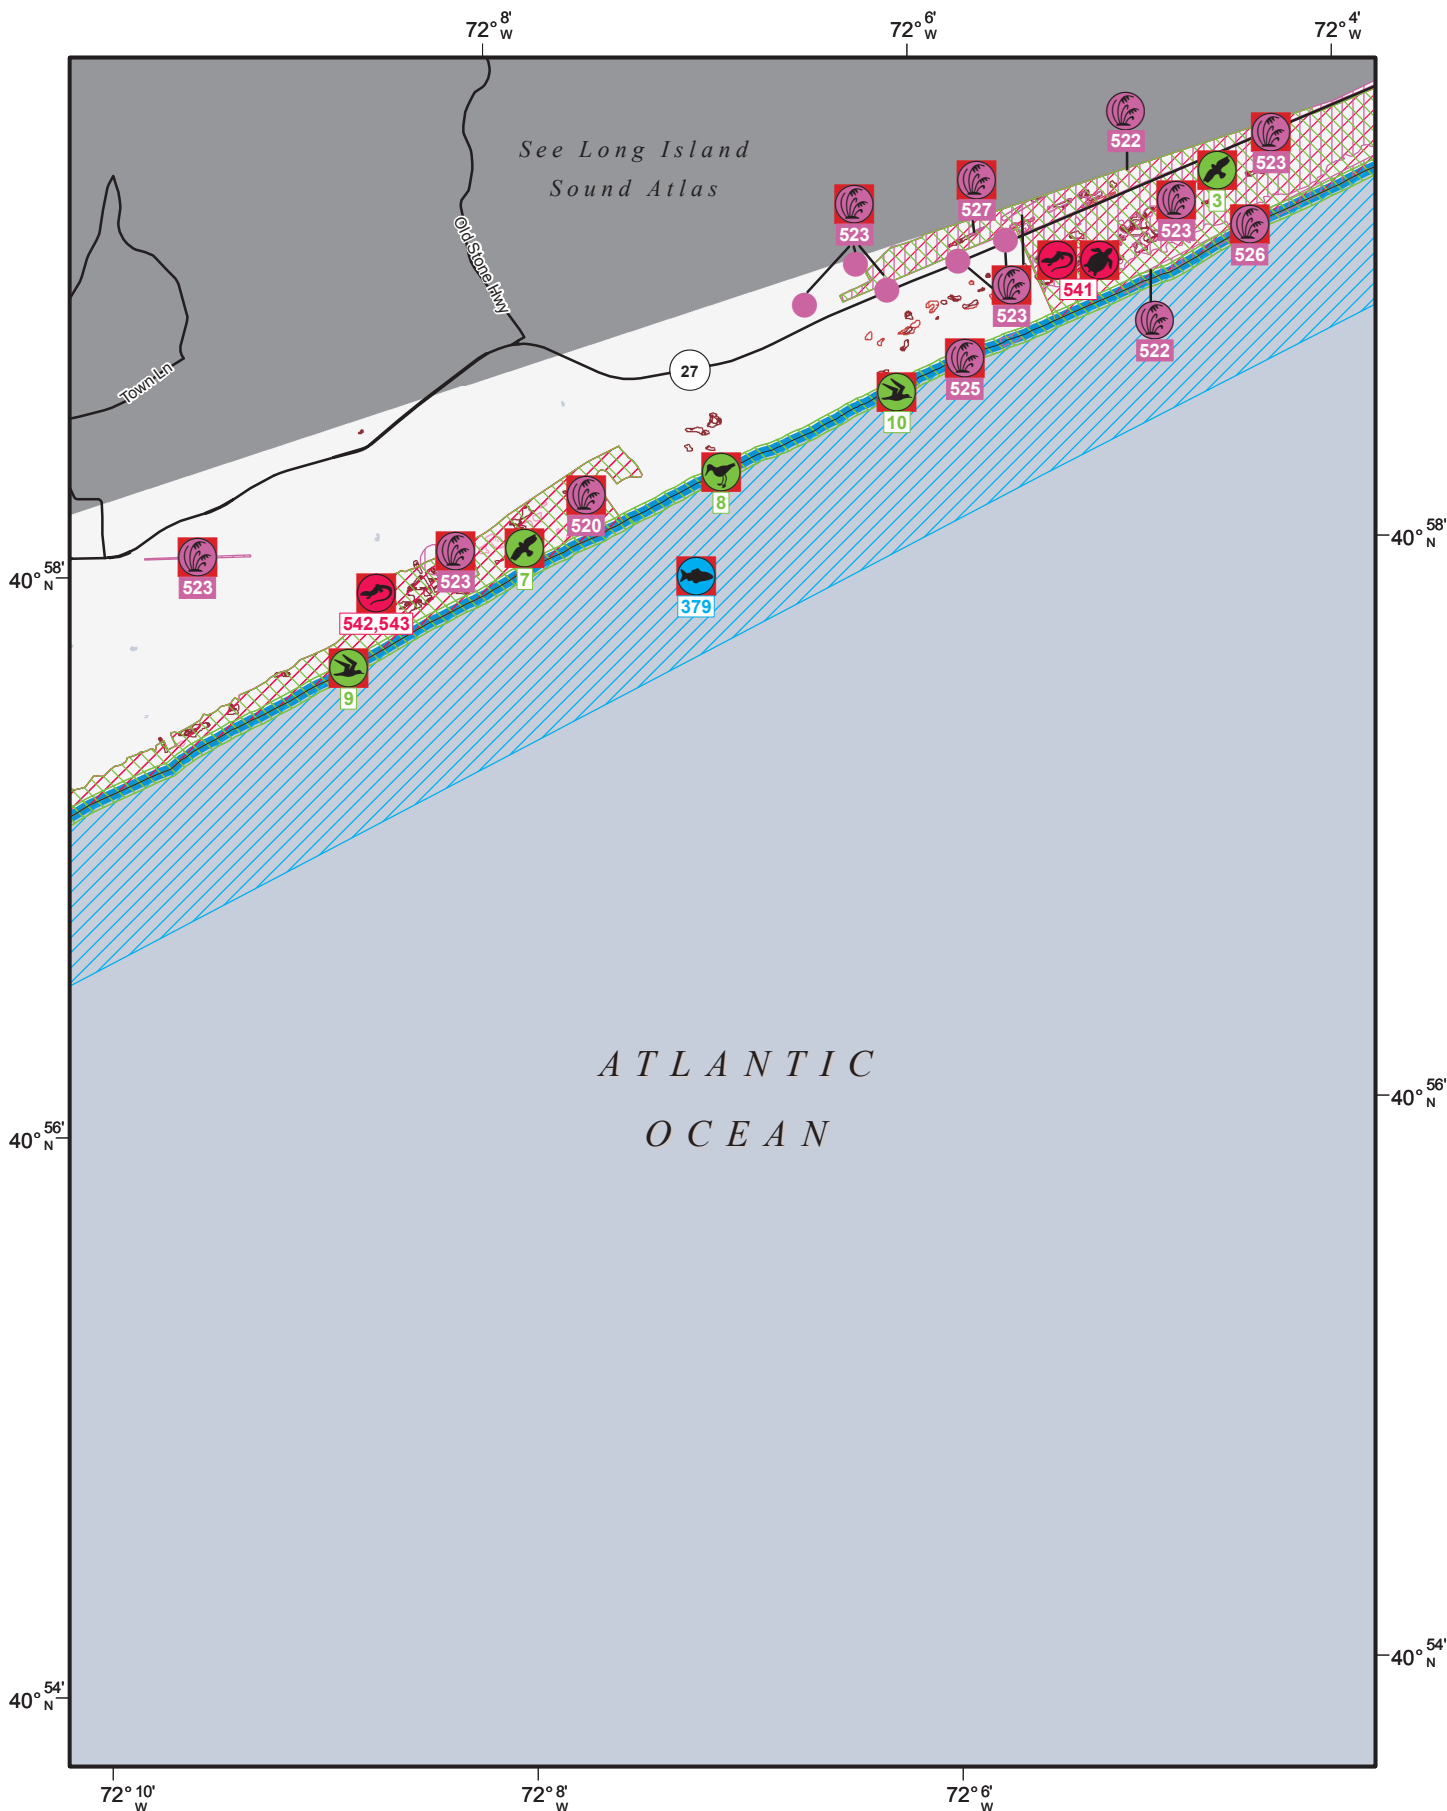 72° 8' W
72° 6' W
72° 4' W
See Long Island
Sound Atlas
522
523
3
527
523
523
526
541
523
522
Old Stone Hwy
27
Town Ln
525
10
8
520
523
7
523
379
542,543
9
40° 58' N
40° 58' N
ATLANTIC
OCEAN
40° 56' N
40° 56' N
40° 54' N
40° 54' N
72° 10' W
72° 8' W
72° 6' W